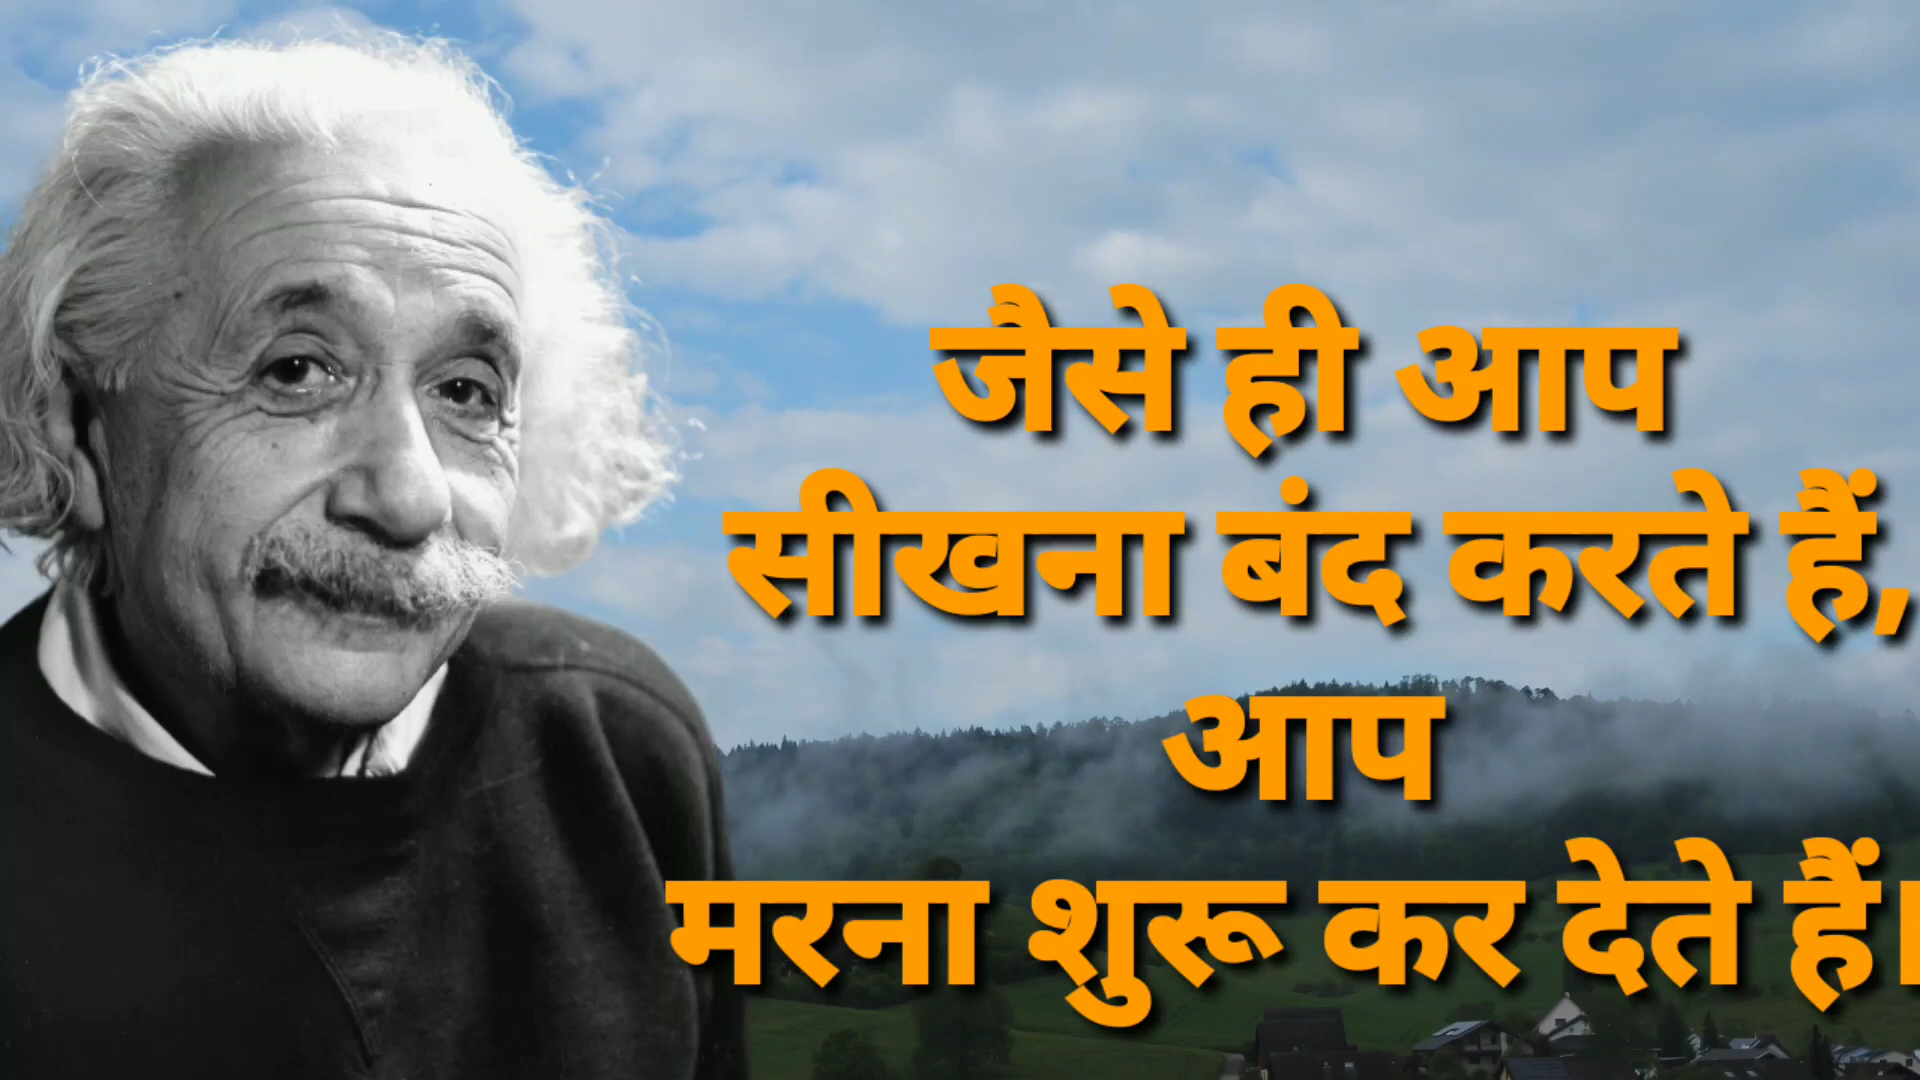 जैसे ही आप
सीखना बंद करते हैं,
आप
मरना शुरू कर देते हैं।